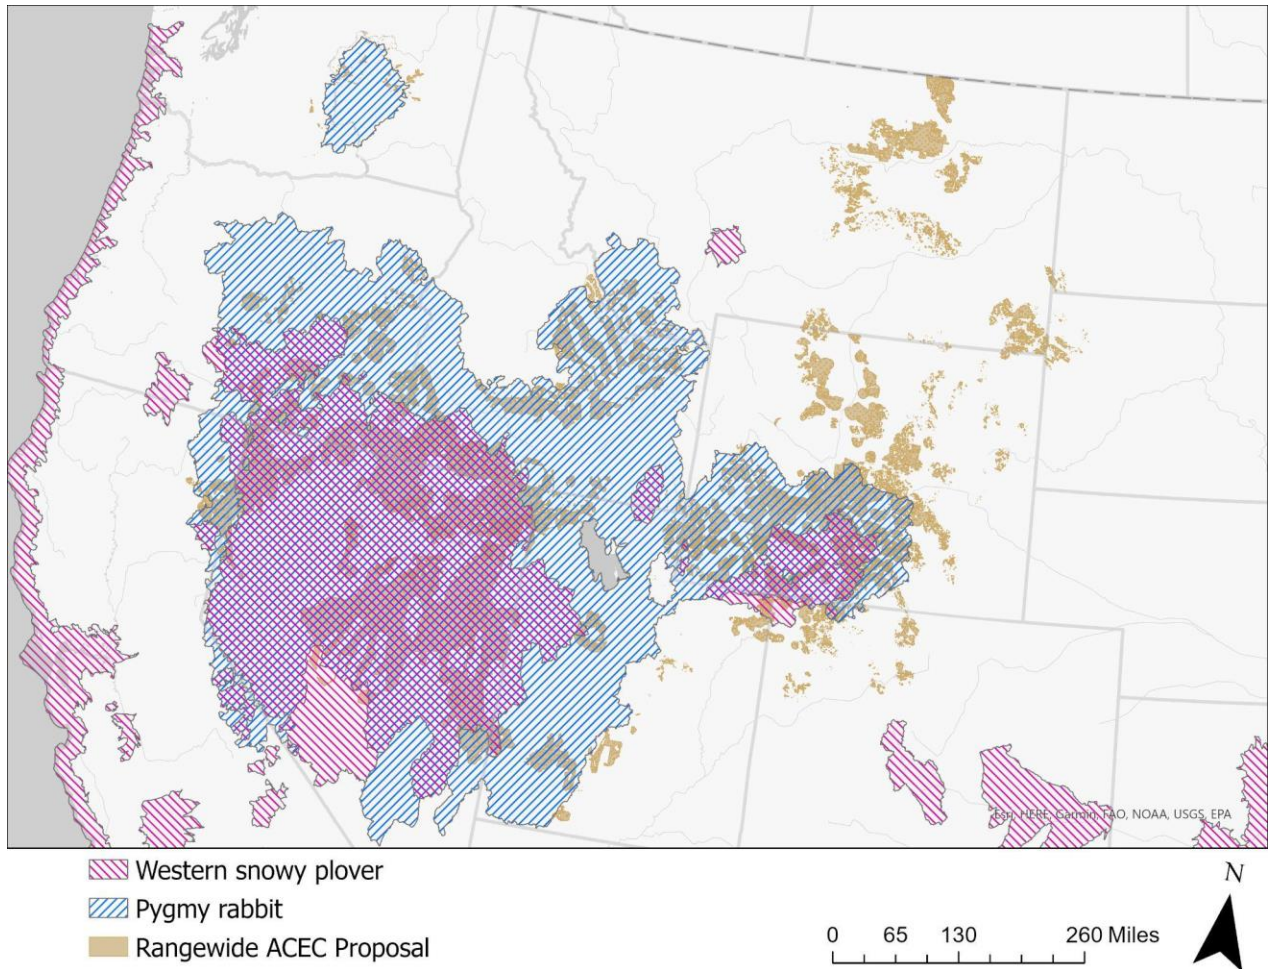 Esri, HERE, Garmin, FAO, NOAA, USGS, EPA
Western snowy plover
Pygmy rabbit
Rangewide ACEC Proposal
N
0 65 130 260 Miles